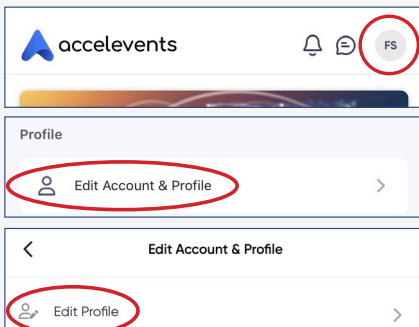 accelevents
FS
Profile
Edit Account & Profile
Edit Account & Profile
Edit Profile